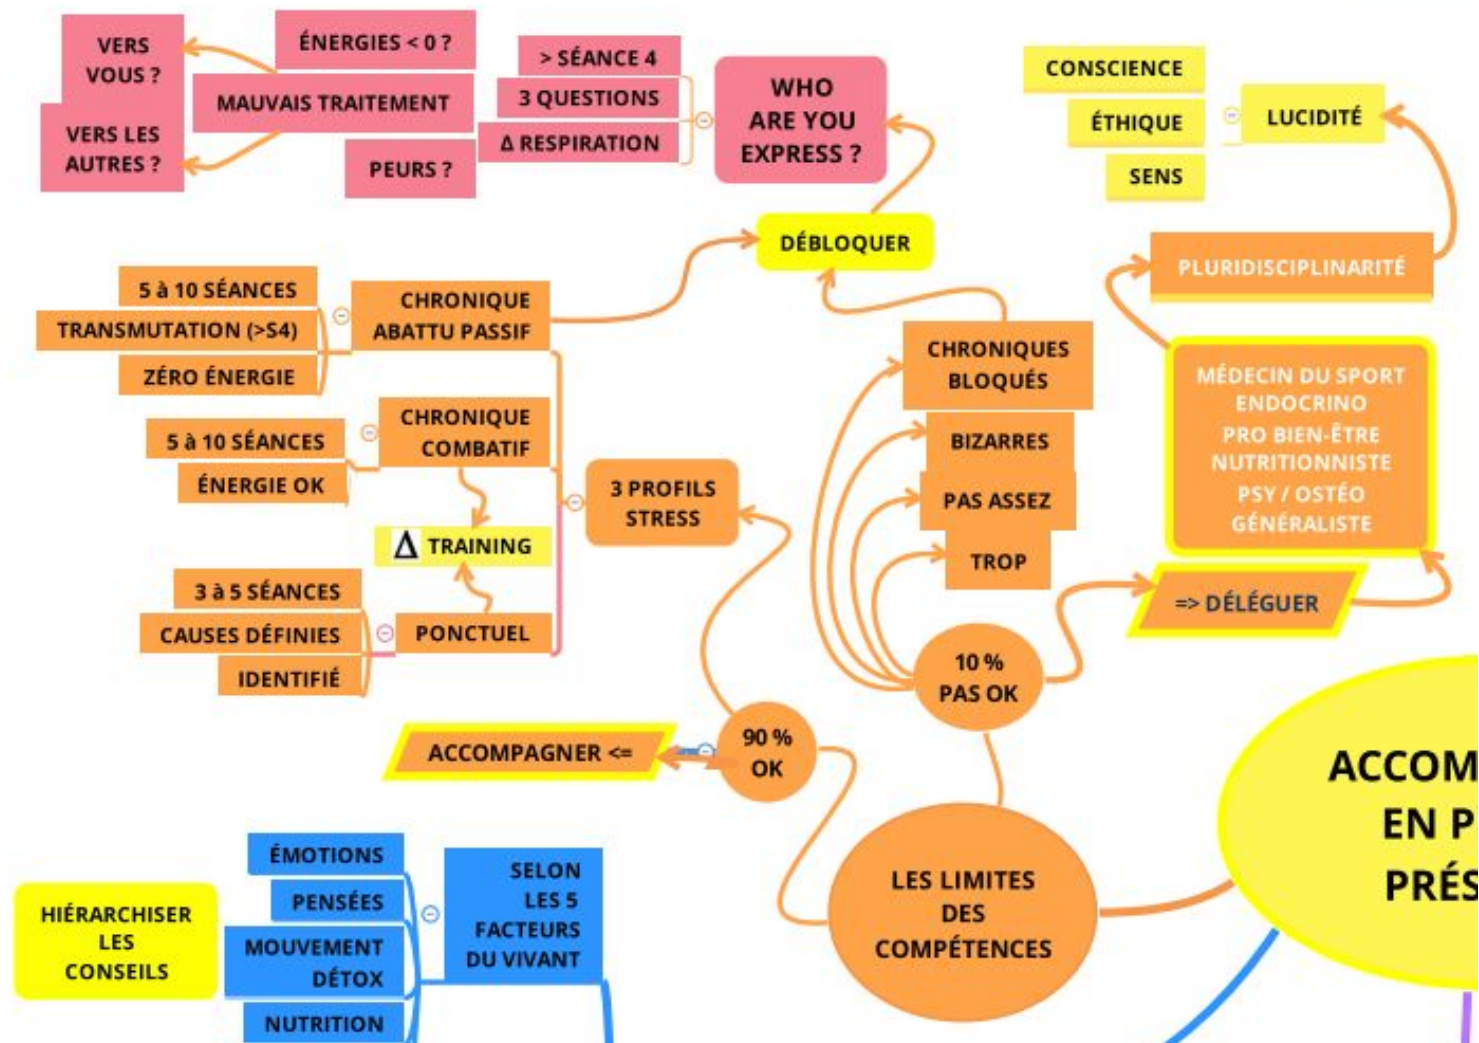 VERS
VOUS ?
VERS LES
AUTRES ?
ÉNERGIES < 0 ?
MAUVAIS TRAITEMENT
PEURS ?
> SÉANCE 4
3 QUESTIONS
Δ RESPIRATION
WHO
ARE YOU
EXPRESS ?
CONSCIENCE
ÉTHIQUE
SENS
LUCIDITÉ
DÉBLOQUER
PLURIDISCIPLINARITÉ
5 à 10 SÉANCES
TRANSMUTATION (>S4)
ZÉRO ÉNERGIE
CHRONIQUE
ABATTU PASSIF
5 à 10 SÉANCES
ÉNERGIE OK
CHRONIQUE
COMBATIF
Δ TRAINING
3 à 5 SÉANCES
CAUSES DÉFINIES
IDENTIFIÉ
PONCTUEL
3 PROFILS
STRESS
CHRONIQUES
BLOQUÉS
BIZARRES
PAS ASSEZ
TROP
MÉDECIN DU SPORT
ENDOCRINO
PRO BIEN-ÊTRE
NUTRITIONNISTE
PSY / OSTÉO
GÉNÉRALISTE
=> DÉLÉGUER
10 %
PAS OK
90 %
OK
ACCOMPAGNER <=
LES LIMITES
DES
COMPÉTENCES
ACCOM
EN P
PRÉS
HIÉRARCHISER
LES
CONSEILS
ÉMOTIONS
PENSÉES
MOUVEMENT
DÉTOX
NUTRITION
SELON
LES 5
FACTEURS
DU VIVANT